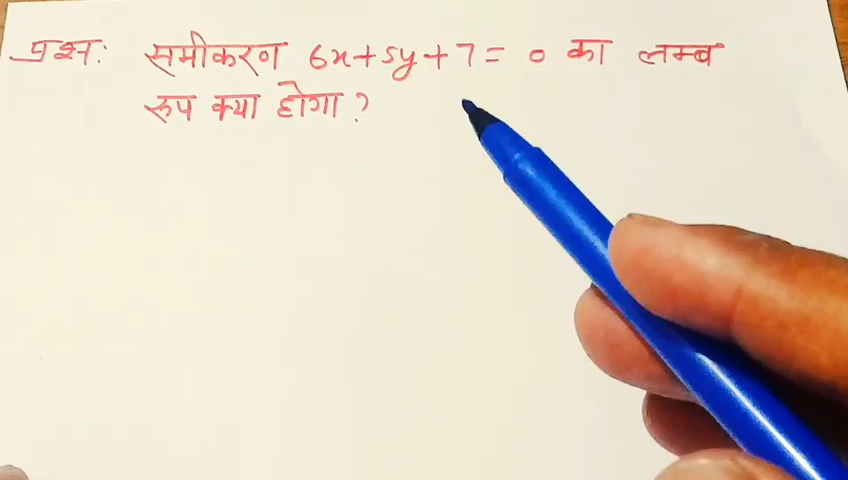 प्रश्न: समीकरण 6x+5y+7= 0 का लम्ब
रूप क्या होगा ?